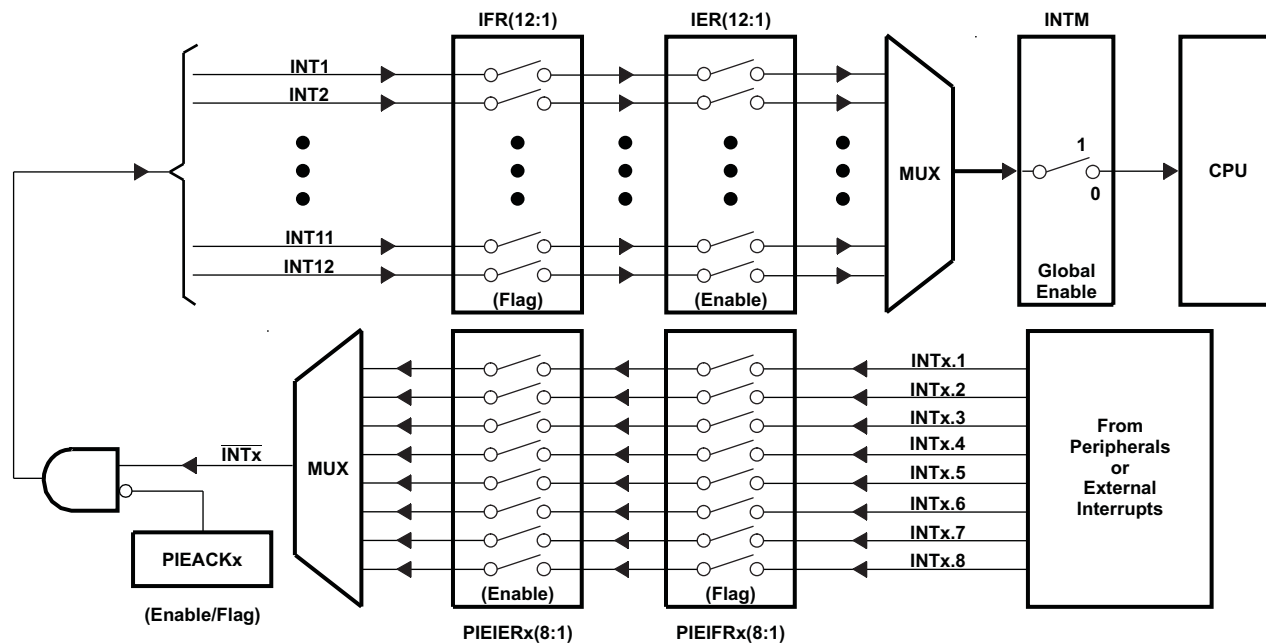 IFR(12:1)
IER(12:1)
INTM
INT1
INT2
INT11
INT12
(Flag)
(Enable)
MUX
1
0
Global
Enable
CPU
INTx.1
INTx.2
INTx.3
INTx.4
INTx.5
INTx.6
INTx.7
INTx.8
From
Peripherals
or
External
Interrupts
INTx
MUX
PIEACKx
(Enable/Flag)
(Enable)
(Flag)
PIEIERx(8:1)
PIEIFRx(8:1)